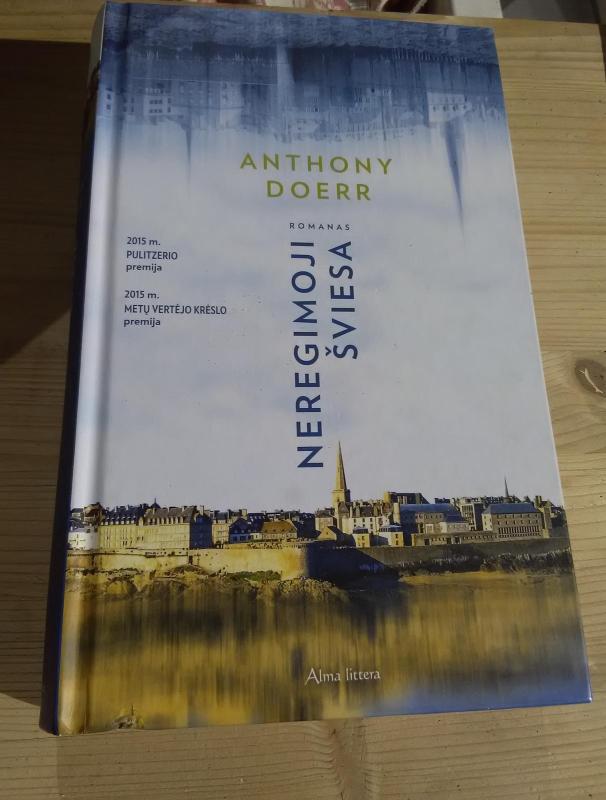 ANTHONY
DOERR
ROMANAS
NEREGIMOJI
ŠVIESA
2015 m.
PULITZERIO
premija
2015 m.
METŲ VERTĖJO KRĖSLO
premija
Alma littera